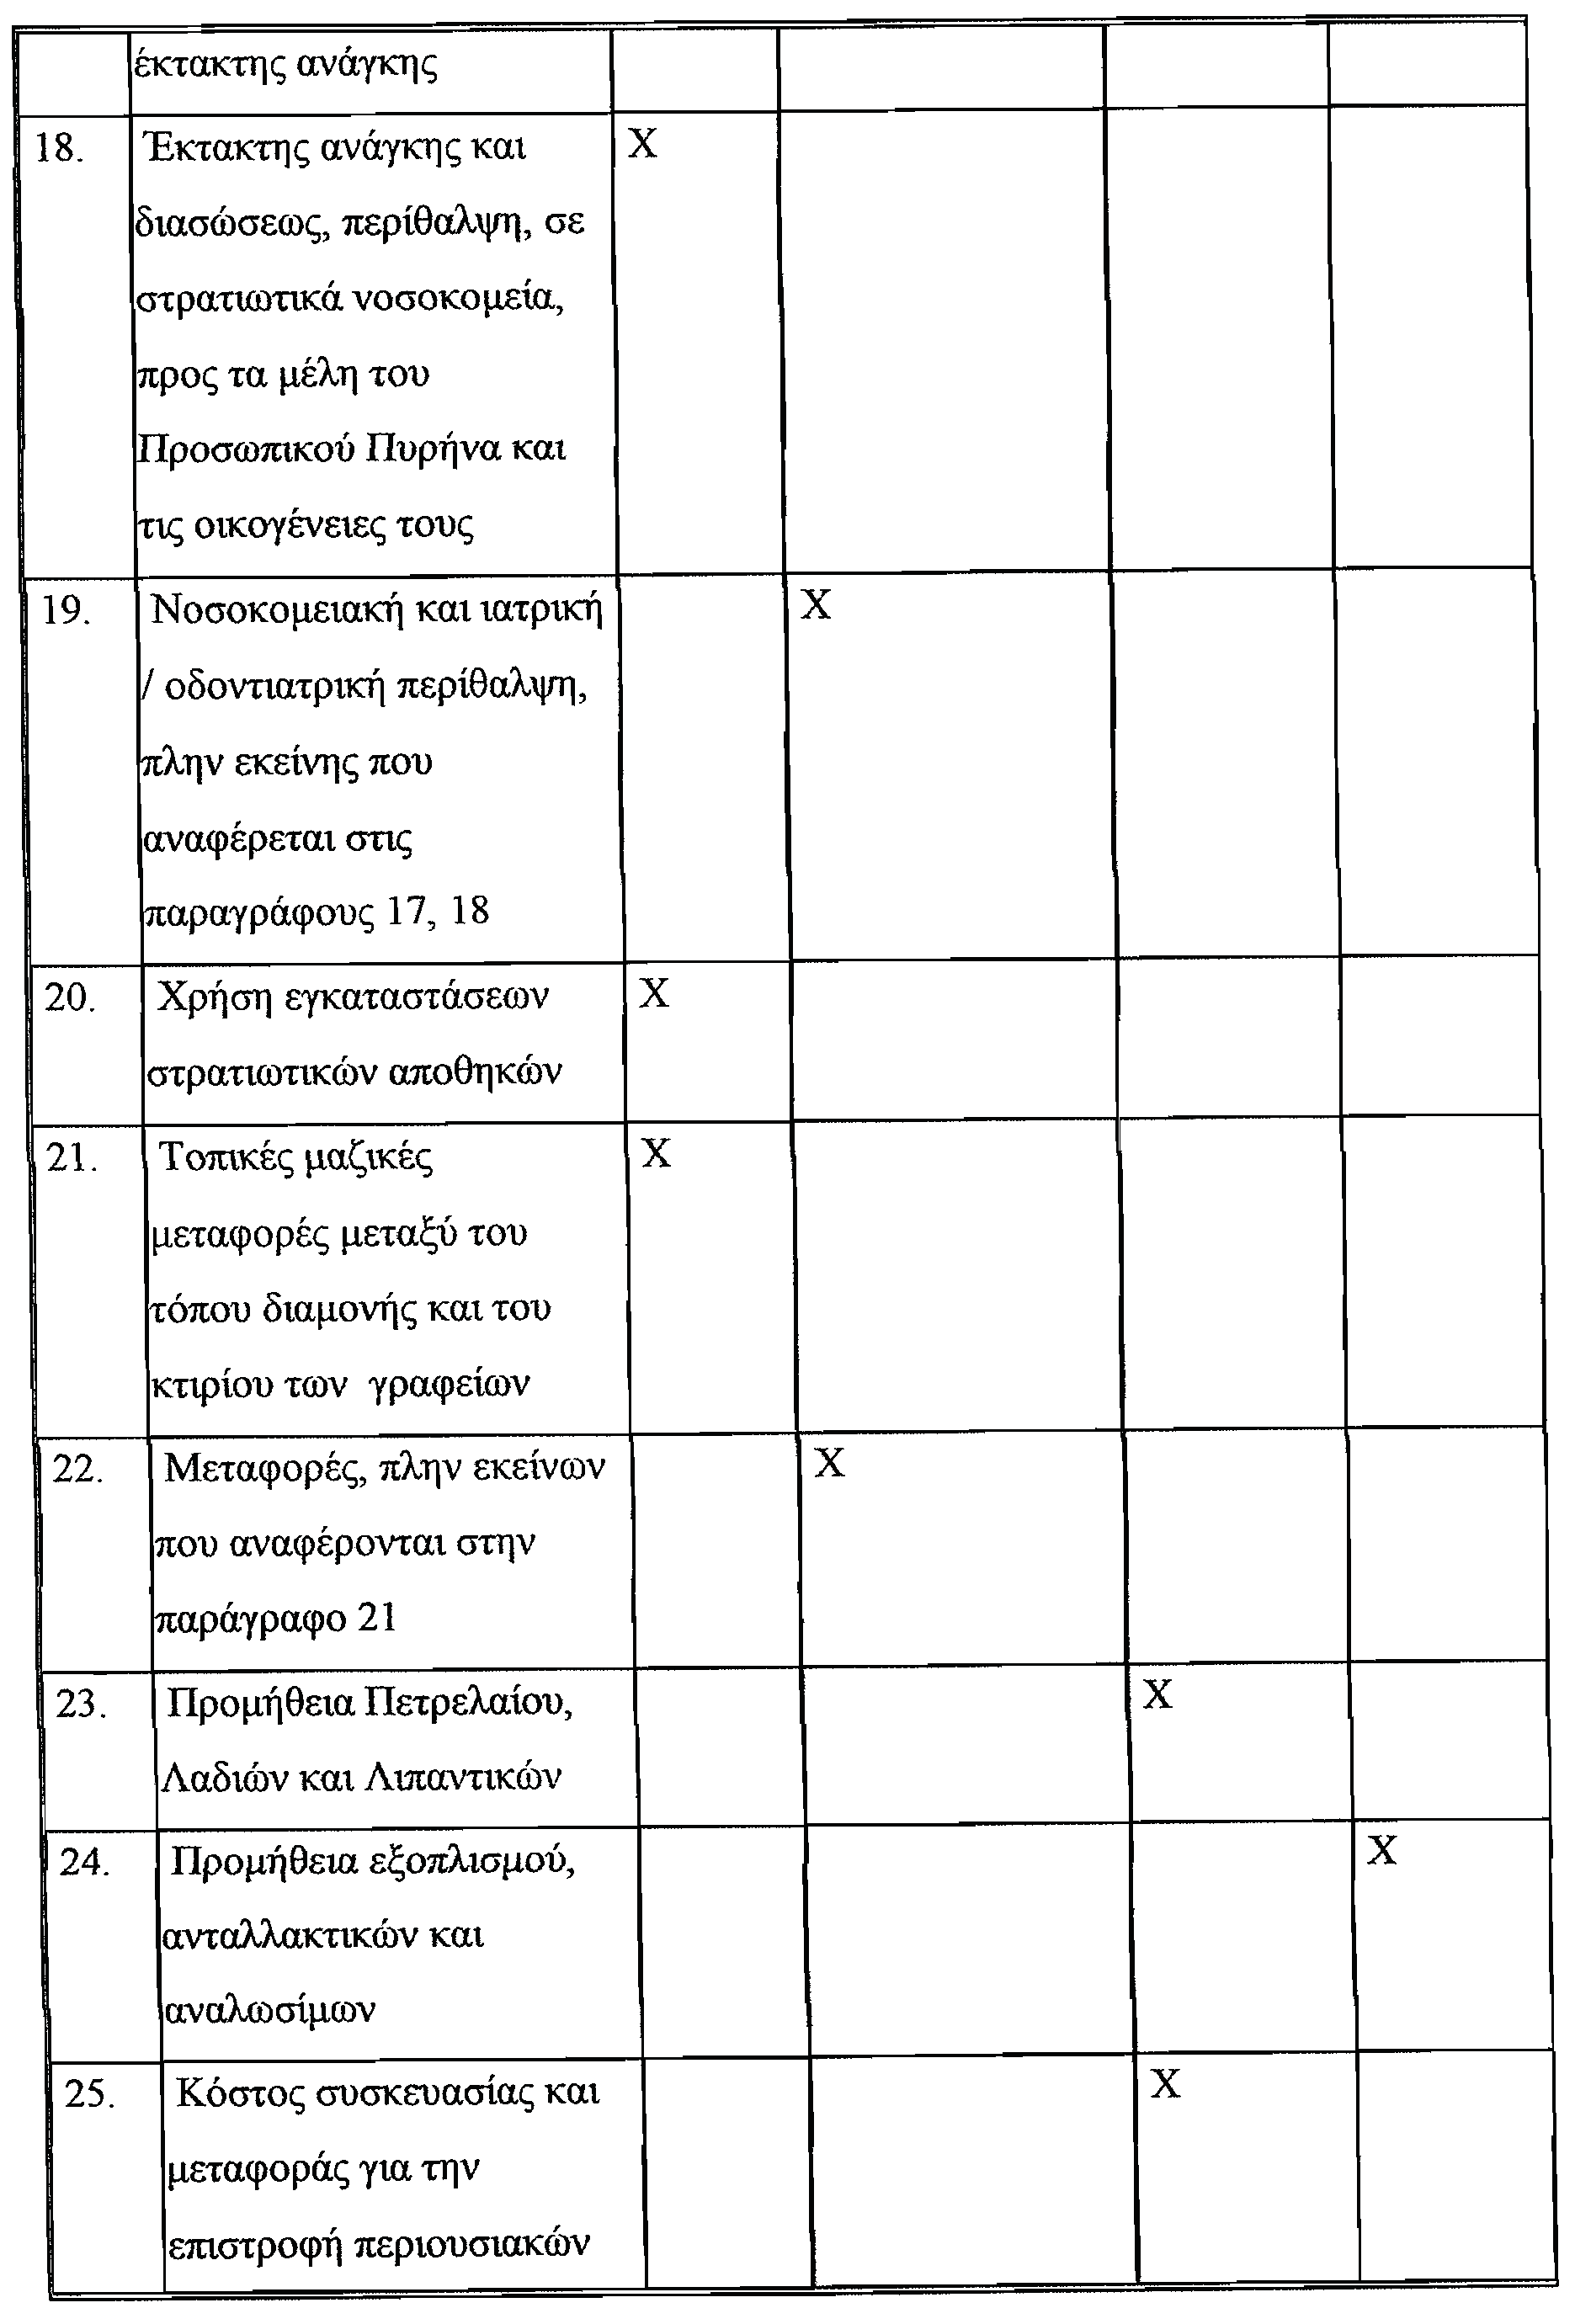 έκτακτης ανάγκης
18. Έκτακτης ανάγκης και X
διασώσεως, περίθαλψη, σε
στρατιωτικά νοσοκομεία,
προς τα μέλη του
Προσωπικού Πυρήνα και
τις οικογένειες τους
19. Νοσοκομειακή και ιατρική X
/ οδοντιατρική περίθαλψη,
πλην εκείνης που
αναφέρεται στις
παραγράφους 17, 18
20. Χρήση εγκαταστάσεων X
στρατιωτικών αποθηκών
21. Τοπικές μαζικές X
μεταφορές μεταξύ του
τόπου διαμονής και του
κτιρίου των γραφείων
22. Μεταφορές, πλην εκείνων X
που αναφέρονται στην
παράγραφο 21
23. Προμήθεια Πετρελαίου, X
Λαδιών και Λιπαντικών
24. Προμήθεια εξοπλισμού, X
ανταλλακτικών και
αναλωσίμων
25. Κόστος συσκευασίας και X
μεταφοράς για την
επιστροφή περιουσιακών